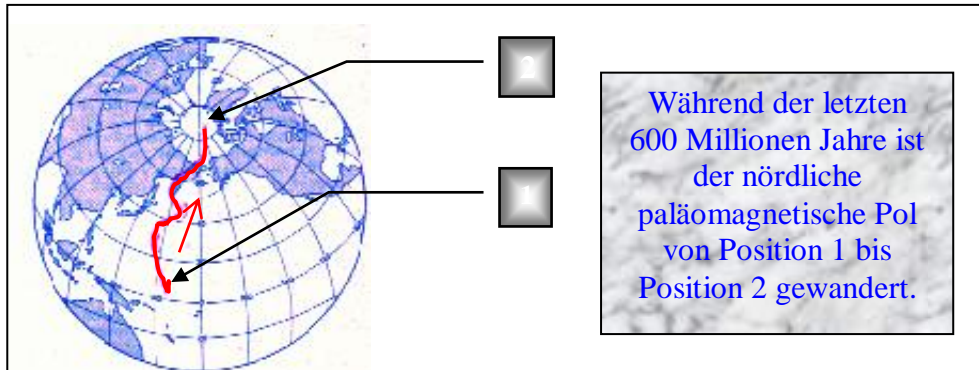 2
1
Während der letzten
600 Millionen Jahre ist
der nördliche
paläomagnetische Pol
von Position 1 bis
Position 2 gewandert.